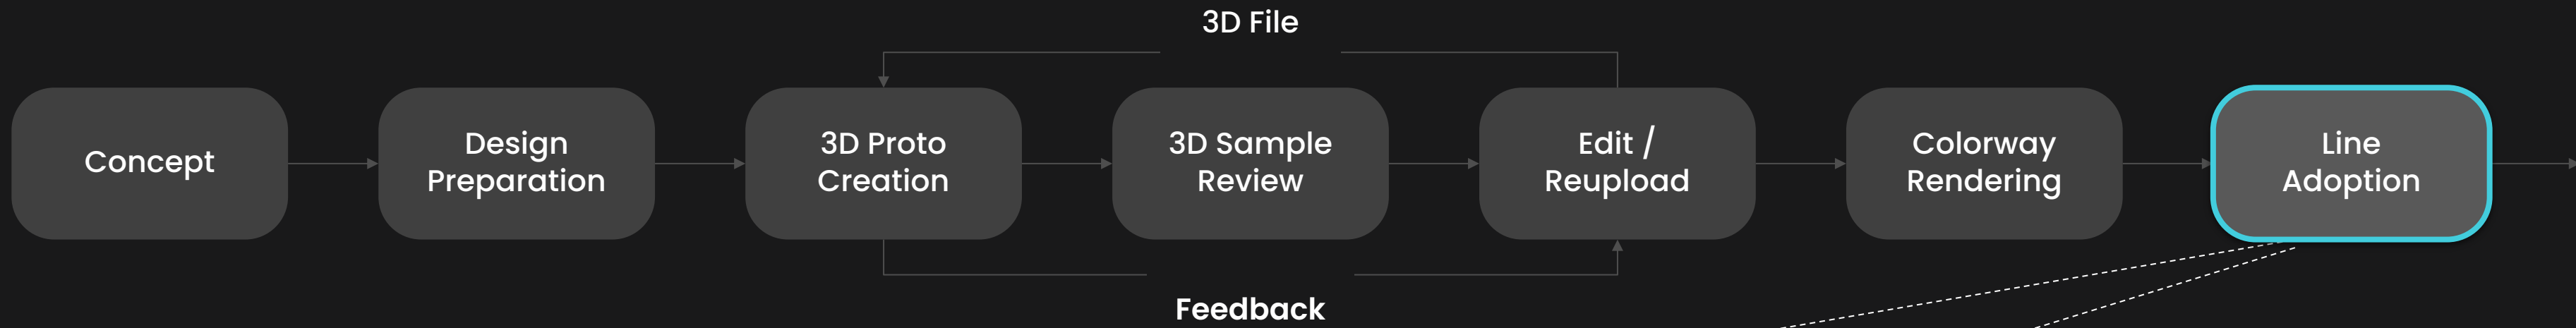 3D File
Concept
Design
Preparation
3D Proto
Creation
3D Sample
Review
Edit /
Reupload
Colorway
Rendering
Line
Adoption
Feedback